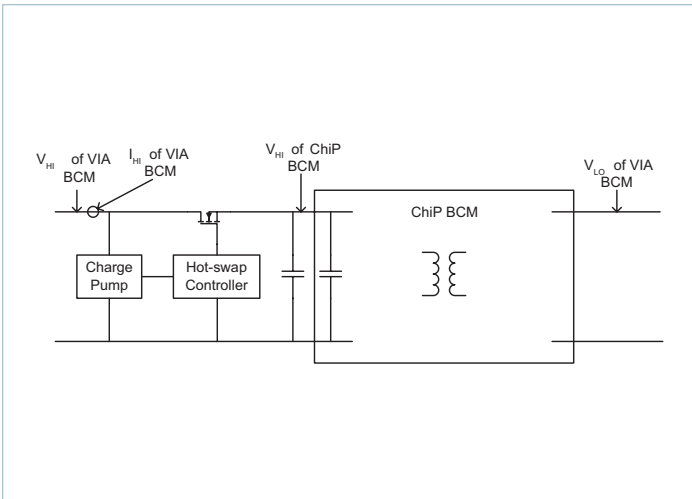 V_HI of VIA
BCM
I_HI of VIA
BCM
V_HI of ChiP
BCM
V_LO of VIA
BCM
ChiP BCM
Charge
Pump
Hot-swap
Controller